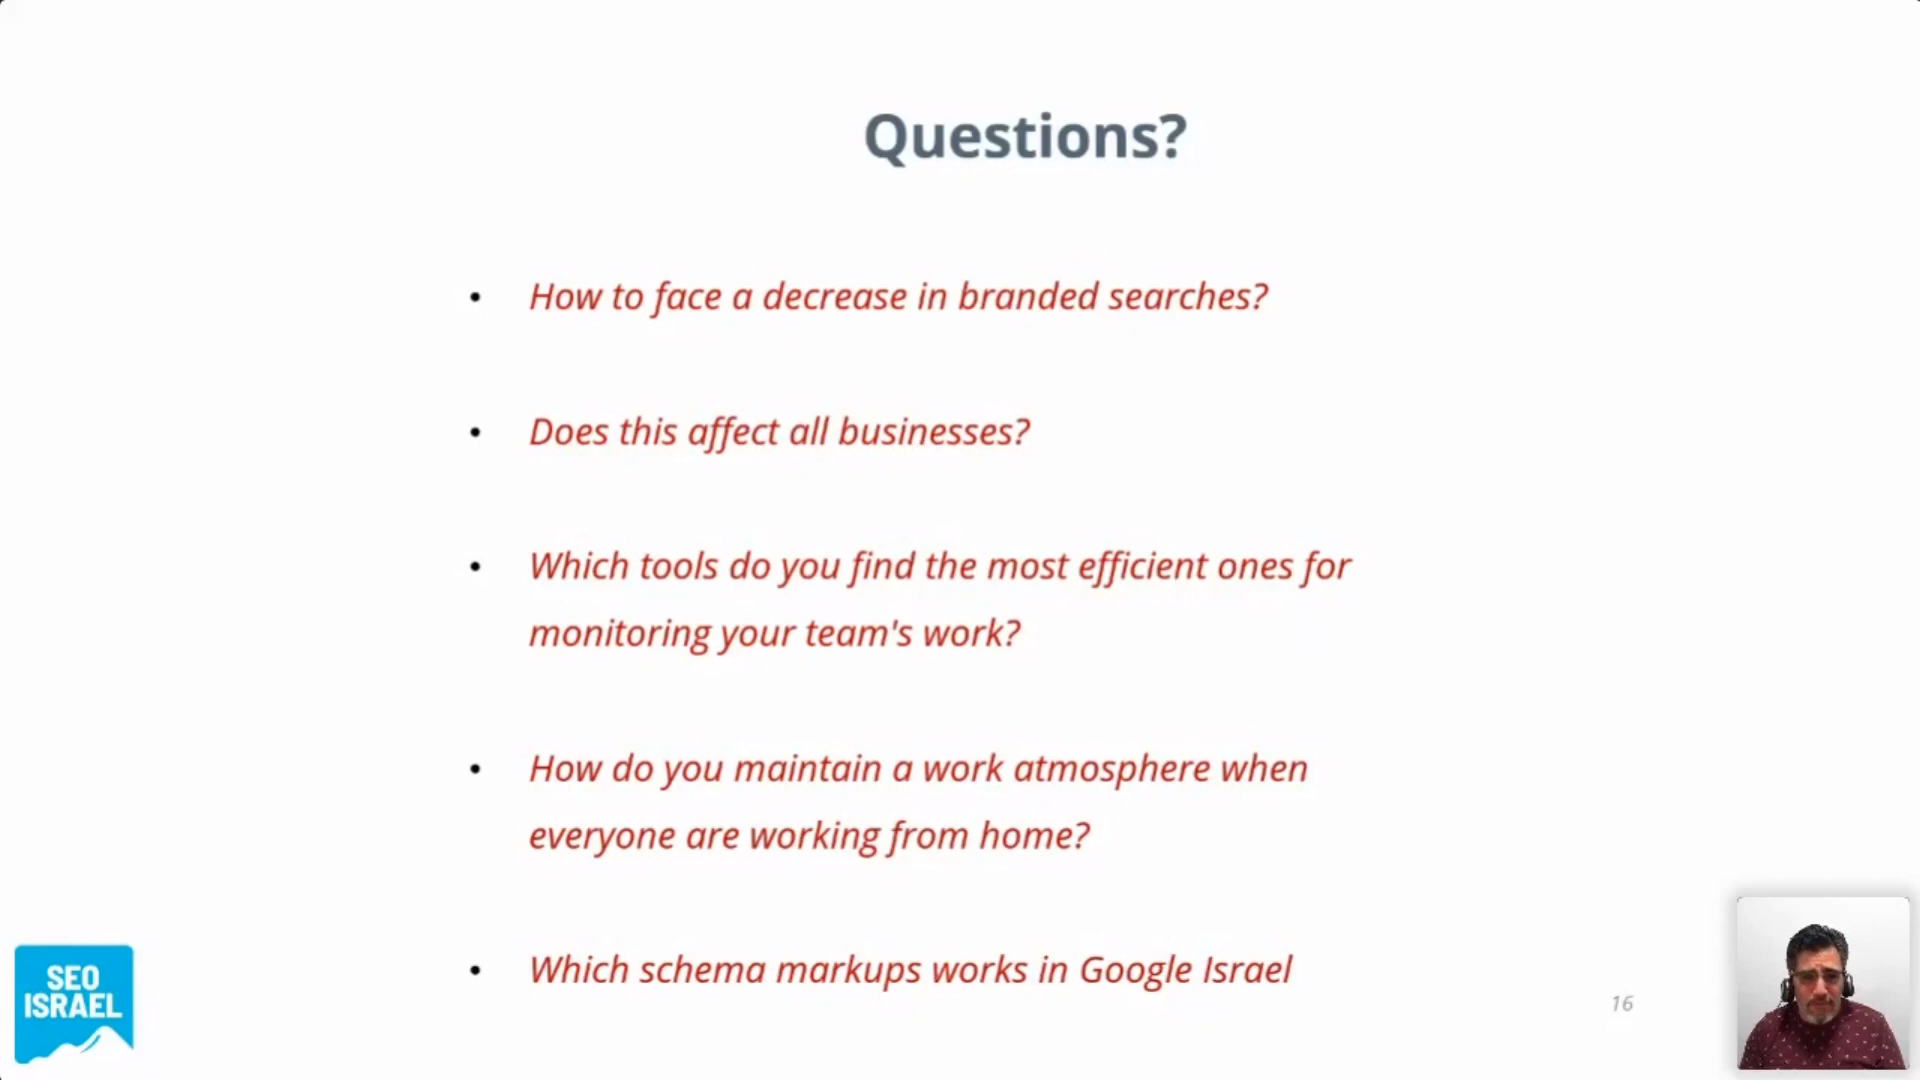 Questions?
• How to face a decrease in branded searches?
• Does this affect all businesses?
• Which tools do you find the most efficient ones for
monitoring your team's work?
• How do you maintain a work atmosphere when
everyone are working from home?
• Which schema markups works in Google Israel
16
SEO
ISRAEL